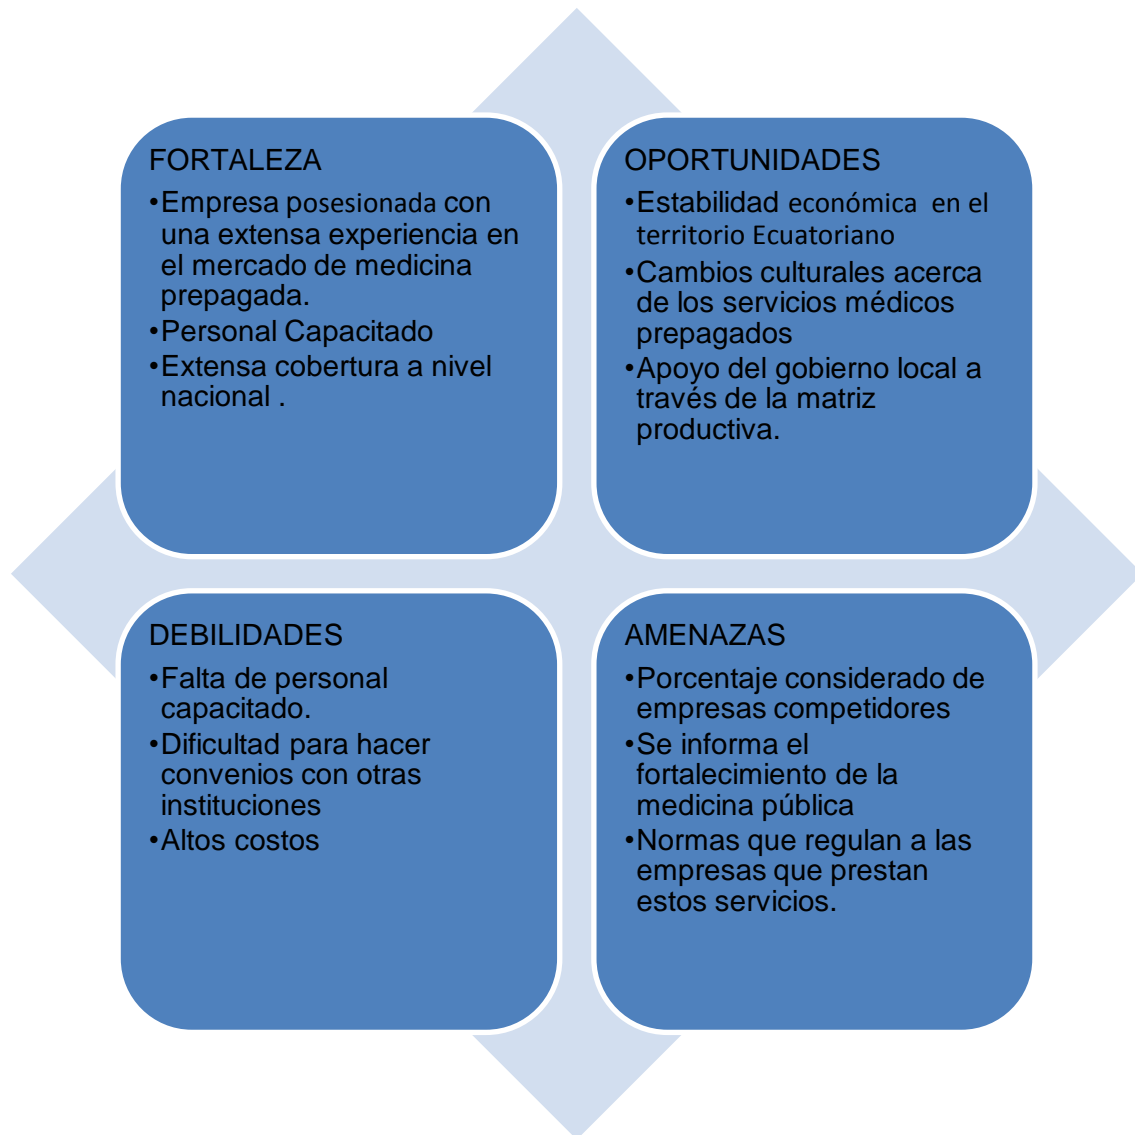 FORTALEZA
•Empresa posesionada con
una extensa experiencia en
el mercado de medicina
prepagada.
•Personal Capacitado
•Extensa cobertura a nivel
nacional .
OPORTUNIDADES
•Estabilidad económica  en el
territorio Ecuatoriano
•Cambios culturales acerca
de los servicios médicos
prepagados
•Apoyo del gobierno local a
través de la matriz
productiva.
DEBILIDADES
•Falta de personal
capacitado.
•Dificultad para hacer
convenios con otras
instituciones
•Altos costos
AMENAZAS
•Porcentaje considerado de
empresas competidores
•Se informa el
fortalecimiento de la
medicina pública
•Normas que regulan a las
empresas que prestan
estos servicios.